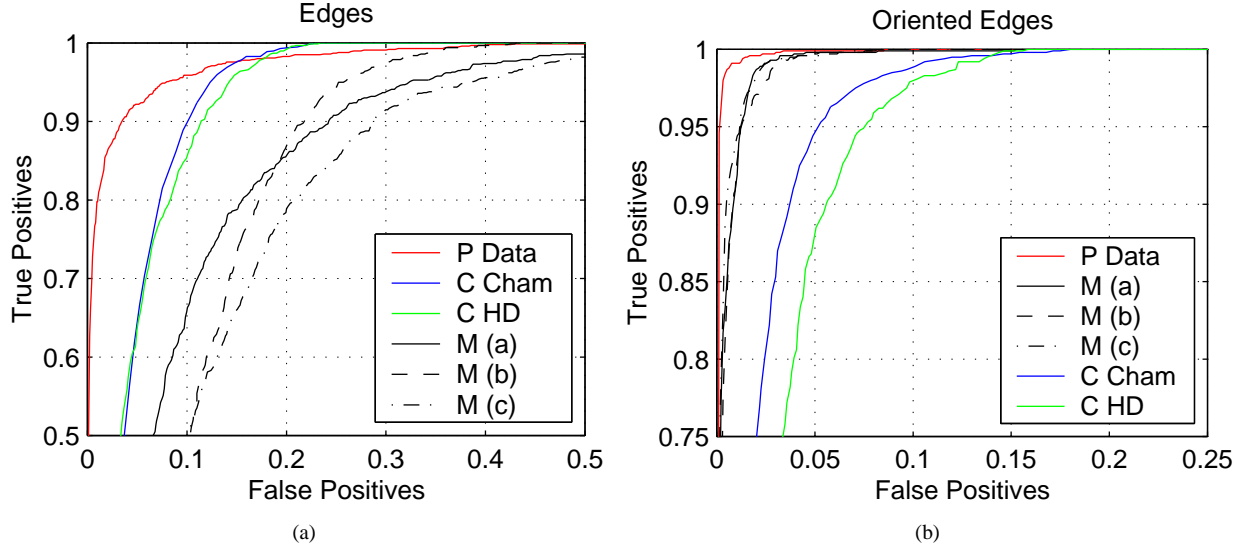 Edges
1
0.9
0.8
0.7
0.6
0.5
True Positives
0 0.1 0.2 0.3 0.4 0.5
False Positives
P Data
C Cham
C HD
M (a)
M (b)
M (c)
(a)
Oriented Edges
1
0.95
0.9
0.85
0.8
0.75
True Positives
0 0.05 0.1 0.15 0.2 0.25
False Positives
P Data
M (a)
M (b)
M (c)
C Cham
C HD
(b)